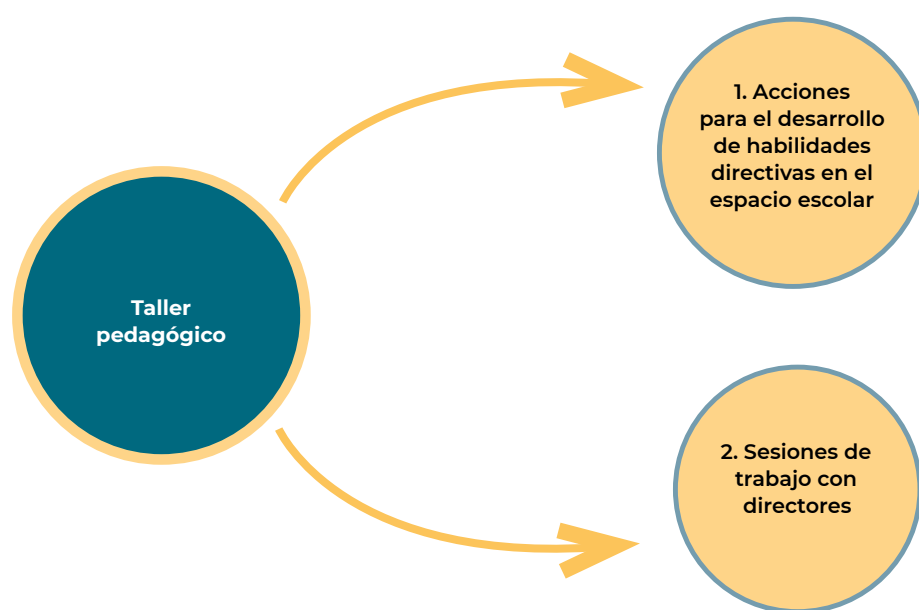 1. Acciones
para el desarrollo
de habilidades
directivas en el
espacio escolar
Taller
pedagógico
2. Sesiones de
trabajo con
directores